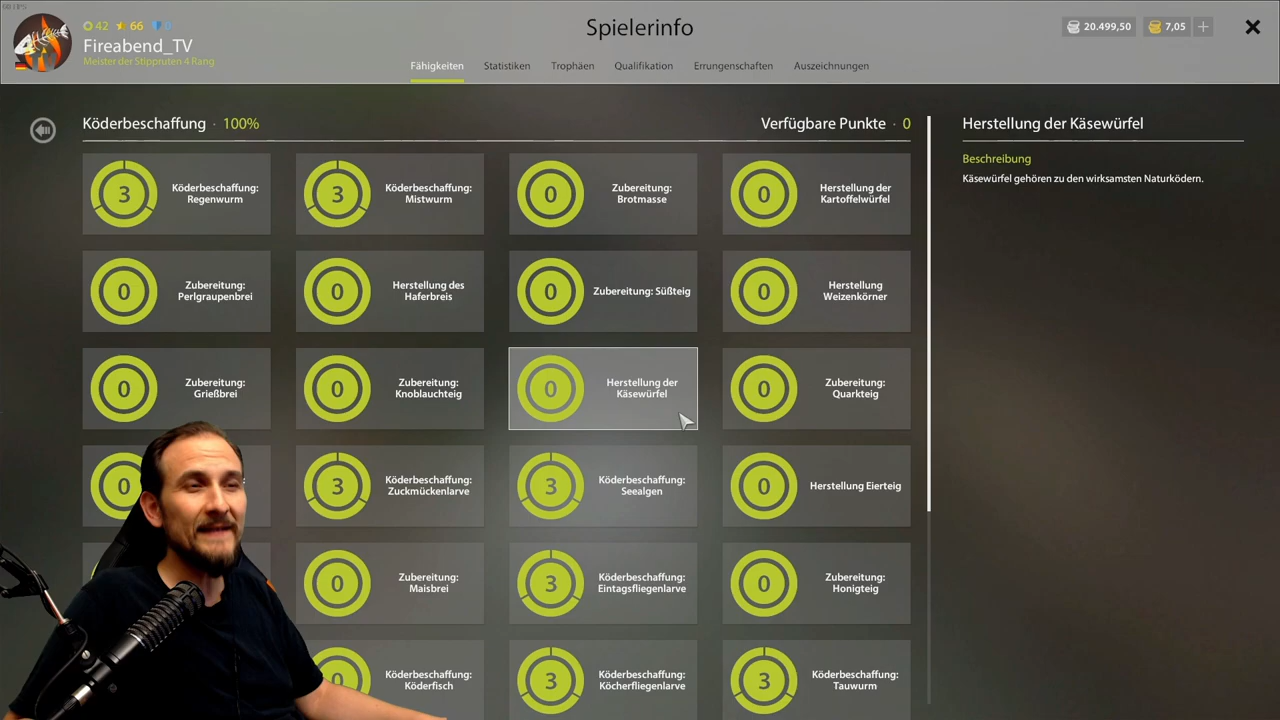 60 FPS
42 66 0
Fireabend_TV
Meister der Stippruten 4 Rang
Spielerinfo
20.499,50 7,05 +
Fähigkeiten Statistiken Trophäen Qualifikation Errungenschaften Auszeichnungen
Köderbeschaffung · 100%
Verfügbare Punkte · 0
3 Köderbeschaffung:
Regenwurm
3 Köderbeschaffung:
Mistwurm
0 Zubereitung:
Brotmasse
0 Herstellung der
Kartoffelwürfel
0 Zubereitung:
Perlgraupenbrei
0 Herstellung des
Haferbreis
0 Zubereitung: Süßteig
0 Herstellung
Weizenkörner
0 Zubereitung:
Grießbrei
0 Zubereitung:
Knoblauchteig
0 Herstellung der
Käsewürfel
0 Zubereitung:
Quarkteig
0
3 Köderbeschaffung:
Zuckmückenlarve
3 Köderbeschaffung:
Seealgen
0 Herstellung Eierteig
0 Zubereitung:
Maisbrei
3 Köderbeschaffung:
Eintagsfliegenlarve
0 Zubereitung:
Honigteig
0 Köderbeschaffung:
Köderfisch
3 Köderbeschaffung:
Köcherfliegenlarve
3 Köderbeschaffung:
Tauwurm
Herstellung der Käsewürfel
Beschreibung
Käsewürfel gehören zu den wirksamsten Naturködern.